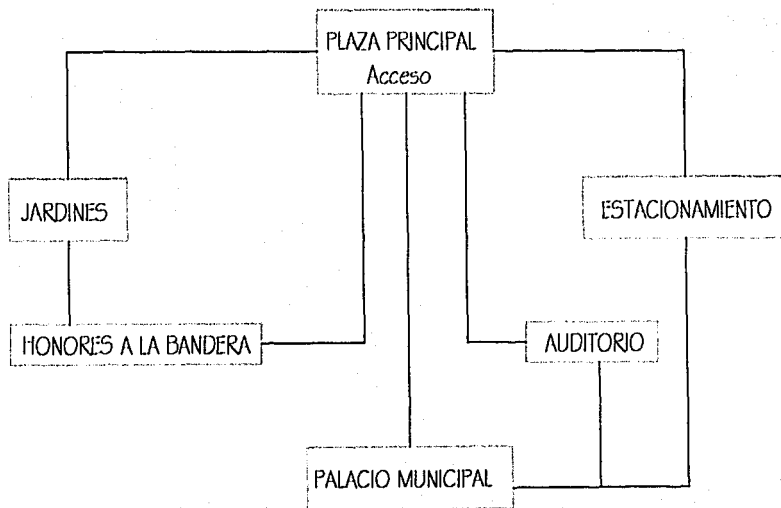 PLAZA PRINCIPAL
Acceso
JARDINES
ESTACIONAMIENTO
HONORES A LA BANDERA
AUDITORIO
PALACIO MUNICIPAL